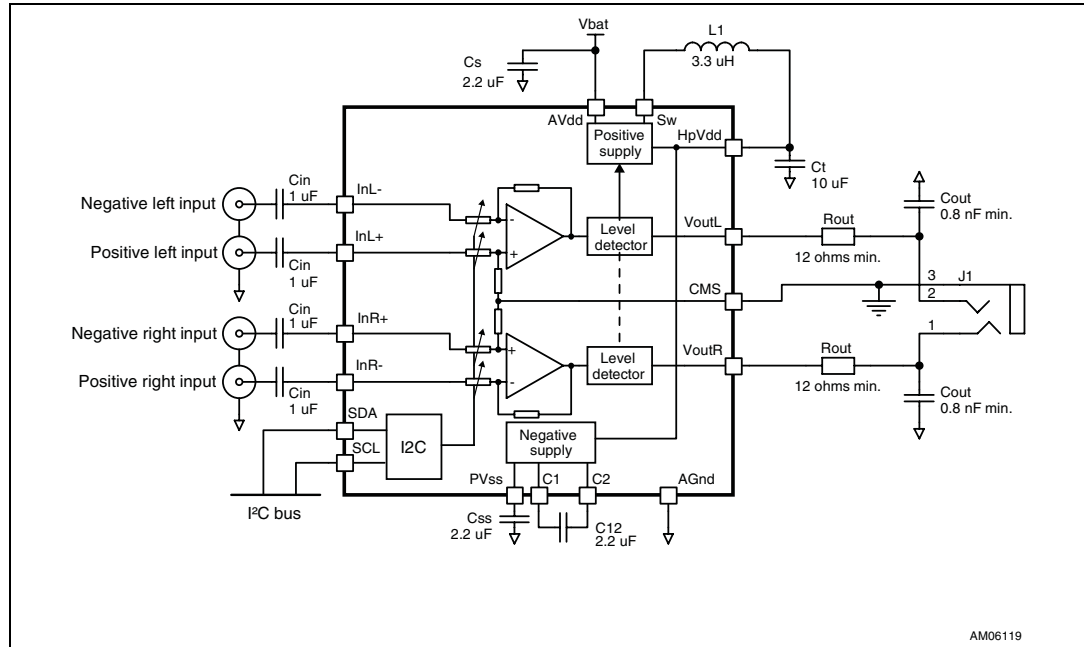 Vbat
L1
3.3 uH
Cs
2.2 uF
AVdd
Sw
Positive
supply
HpVdd
Ct
10 uF
Cin
1 uF
InL-
Negative left input
Cout
0.8 nF min.
Level
detector
VoutL
Rout
12 ohms min.
-
+
InL+
Positive left input
Cin
1 uF
CMS
3
J1
2
1
Cin
1 uF
InR+
Negative right input
+
-
Level
detector
VoutR
Rout
12 ohms min.
InR-
Positive right input
Cin
1 uF
Cout
0.8 nF min.
SDA
SCL
I2C
I²C bus
Negative
supply
PVss
C1
C2
AGnd
Css
2.2 uF
C12
2.2 uF
AM06119